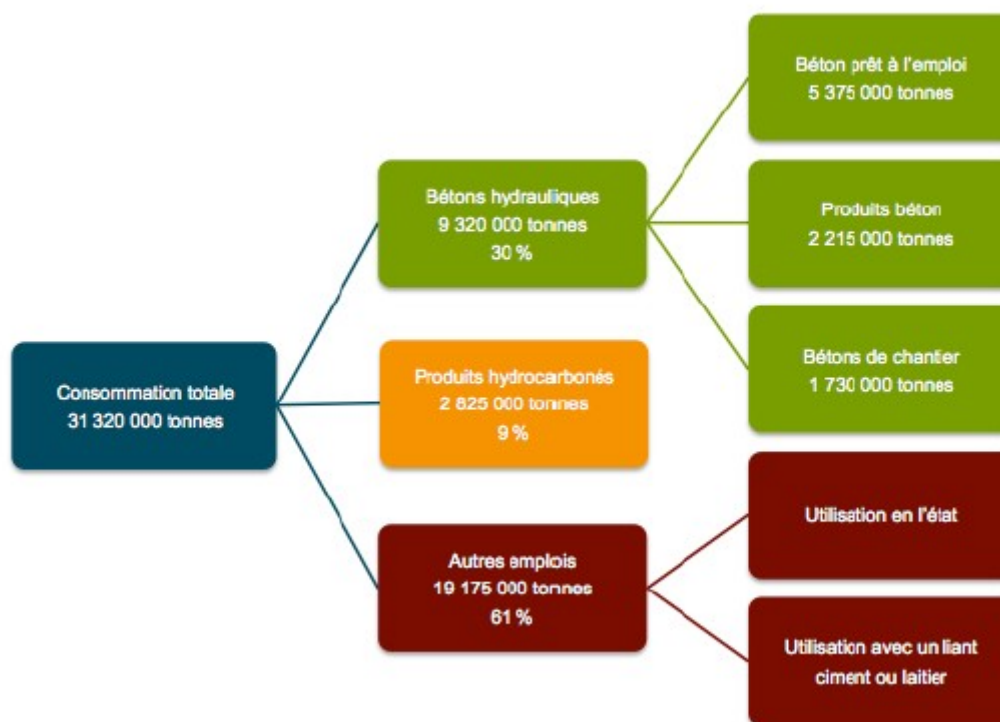 Consommation totale
31 320 000 tonnes
Bétons hydrauliques
9 320 000 tonnes
30 %
Produits hydrocarbonés
2 825 000 tonnes
9 %
Autres emplois
19 175 000 tonnes
61 %
Béton prêt à l'emploi
5 375 000 tonnes
Produits béton
2 215 000 tonnes
Bétons de chantier
1 730 000 tonnes
Utilisation en l'état
Utilisation avec un liant
ciment ou laitier